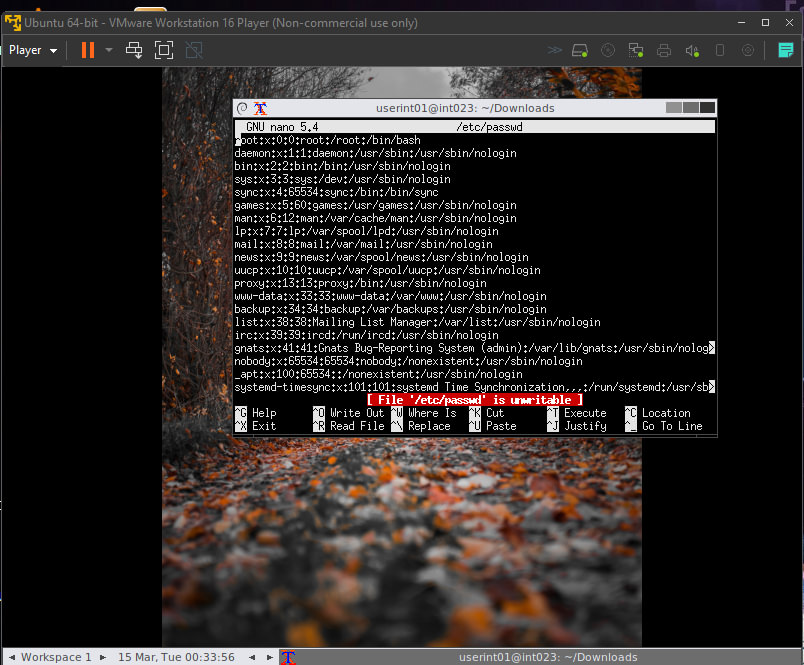 Ubuntu 64-bit - VMware Workstation 16 Player (Non-commercial use only)
Player
userint01@int023: ~/Downloads
GNU nano 5.4 /etc/passwd
root:x:0:0:root:/root:/bin/bash
daemon:x:1:1:daemon:/usr/sbin:/usr/sbin/nologin
bin:x:2:2:bin:/bin:/usr/sbin/nologin
sys:x:3:3:sys:/dev:/usr/sbin/nologin
sync:x:4:65534:sync:/bin:/bin/sync
games:x:5:60:games:/usr/games:/usr/sbin/nologin
man:x:6:12:man:/var/cache/man:/usr/sbin/nologin
lp:x:7:7:lp:/var/spool/lpd:/usr/sbin/nologin
mail:x:8:8:mail:/var/mail:/usr/sbin/nologin
news:x:9:9:news:/var/spool/news:/usr/sbin/nologin
uucp:x:10:10:uucp:/var/spool/uucp:/usr/sbin/nologin
proxy:x:13:13:proxy:/bin:/usr/sbin/nologin
www-data:x:33:33:www-data:/var/www:/usr/sbin/nologin
backup:x:34:34:backup:/var/backups:/usr/sbin/nologin
list:x:38:38:Mailing List Manager:/var/list:/usr/sbin/nologin
irc:x:39:39:ircd:/run/ircd:/usr/sbin/nologin
gnats:x:41:41:Gnats Bug-Reporting System (admin):/var/lib/gnats:/usr/sbin/nolog>
nobody:x:65534:65534:nobody:/nonexistent:/usr/sbin/nologin
_apt:x:100:65534::/nonexistent:/usr/sbin/nologin
systemd-timesync:x:101:101:systemd Time Synchronization,,,:/run/systemd:/usr/sb>
[ File '/etc/passwd' is unwritable ]
^G Help ^O Write Out ^W Where Is ^K Cut ^T Execute ^C Location
^X Exit ^R Read File ^\ Replace ^U Paste ^J Justify ^_ Go To Line
Workspace 1 15 Mar, Tue 00:33:56 userint01@int023: ~/Downloads